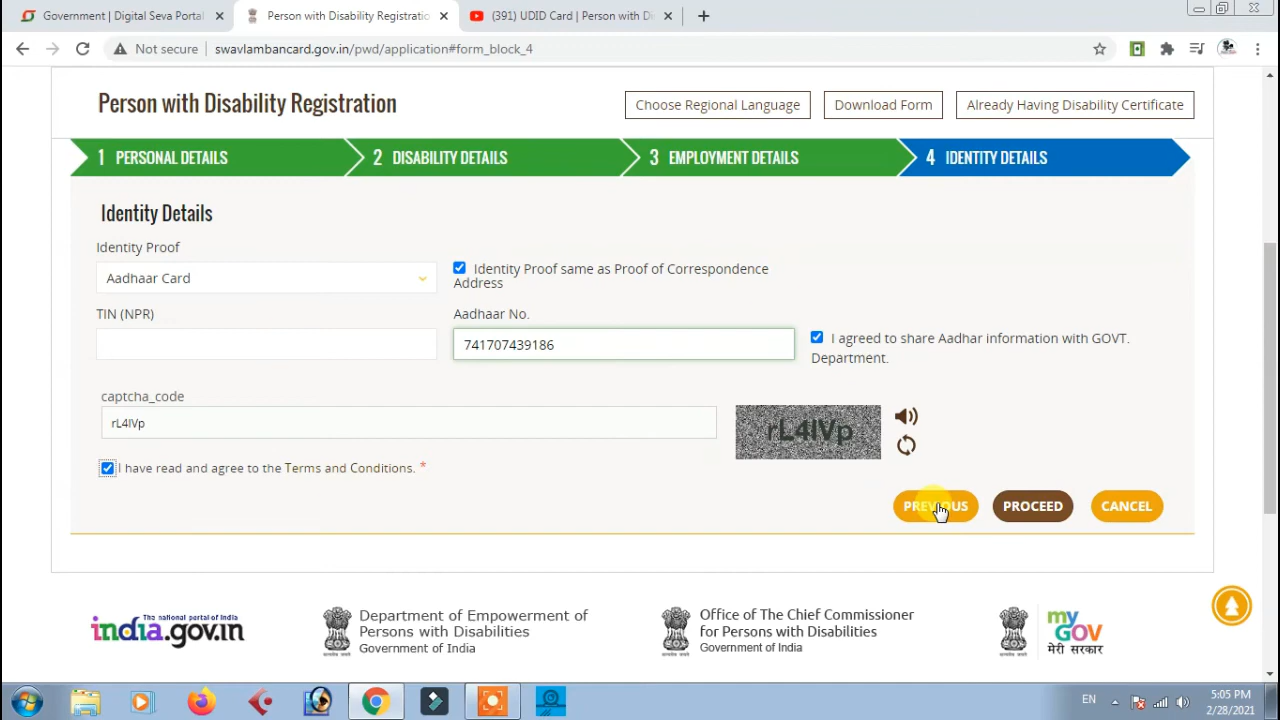 Government | Digital Seva Portal
Person with Disability Registratio
(391) UDID Card | Person with Di
Not secure
swavlambancard.gov.in/pwd/application#form_block_4
Person with Disability Registration
Choose Regional Language
Download Form
Already Having Disability Certificate
1 PERSONAL DETAILS
2 DISABILITY DETAILS
3 EMPLOYMENT DETAILS
4 IDENTITY DETAILS
Identity Details
Identity Proof
Aadhaar Card
Identity Proof same as Proof of Correspondence
Address
TIN (NPR)
Aadhaar No.
741707439186
I agreed to share Aadhar information with GOVT.
Department.
captcha_code
rL4lVp
rL4lVp
I have read and agree to the Terms and Conditions. *
PREVIOUS
PROCEED
CANCEL
The national portal of India
india.gov.in
Department of Empowerment of
Persons with Disabilities
Government of India
Office of The Chief Commissioner
for Persons with Disabilities
Government of India
my
GOV
मेरी सरकार
EN
5:05 PM
2/28/2021